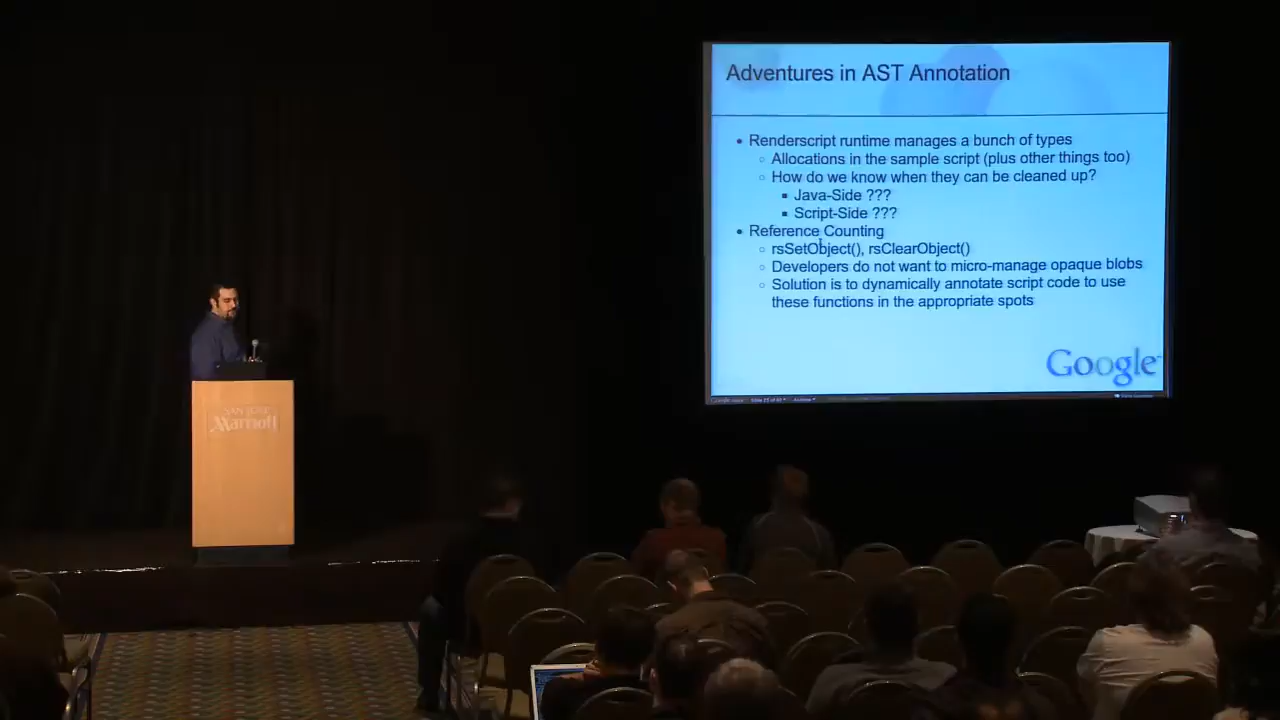 Adventures in AST Annotation
• Renderscript runtime manages a bunch of types
○ Allocations in the sample script (plus other things too)
○ How do we know when they can be cleaned up?
▪ Java-Side ???
▪ Script-Side ???
• Reference Counting
○ rsSetObject(), rsClearObject()
○ Developers do not want to micro-manage opaque blobs
○ Solution is to dynamically annotate script code to use
these functions in the appropriate spots
Google
SAN JOSE
Marriott